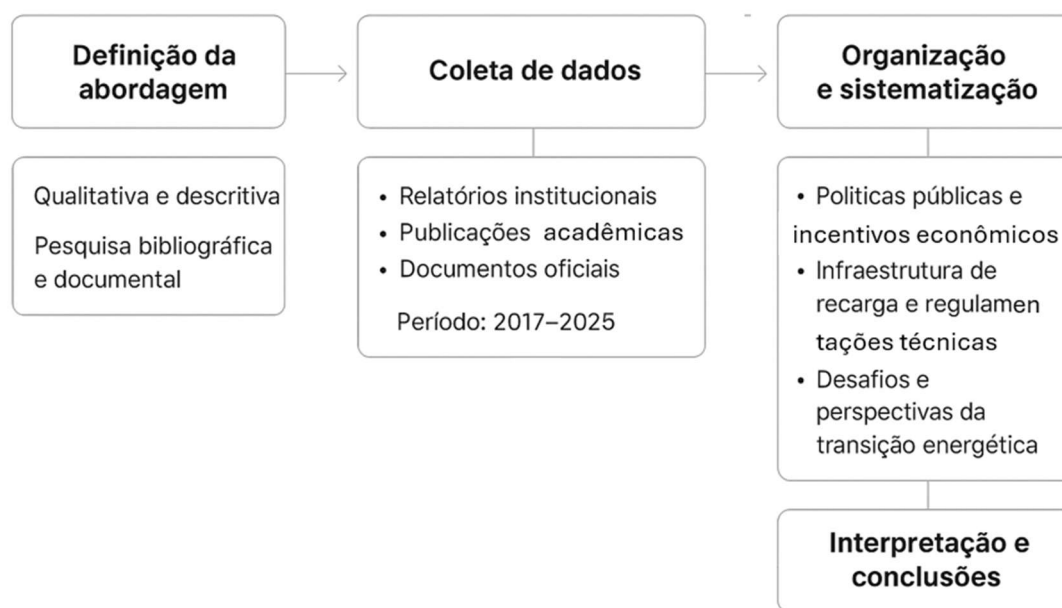 Definição da
abordagem
Qualitativa e descritiva
Pesquisa bibliográfica
e documental
Coleta de dados
• Relatórios institucionais
• Publicações acadêmicas
• Documentos oficiais
Período: 2017–2025
Organização
e sistematização
• Politicas públicas e
incentivos econômicos
• Infraestrutura de
recarga e regulamen
tações técnicas
• Desafios e
perspectivas da
transição energética
Interpretação e
conclusões